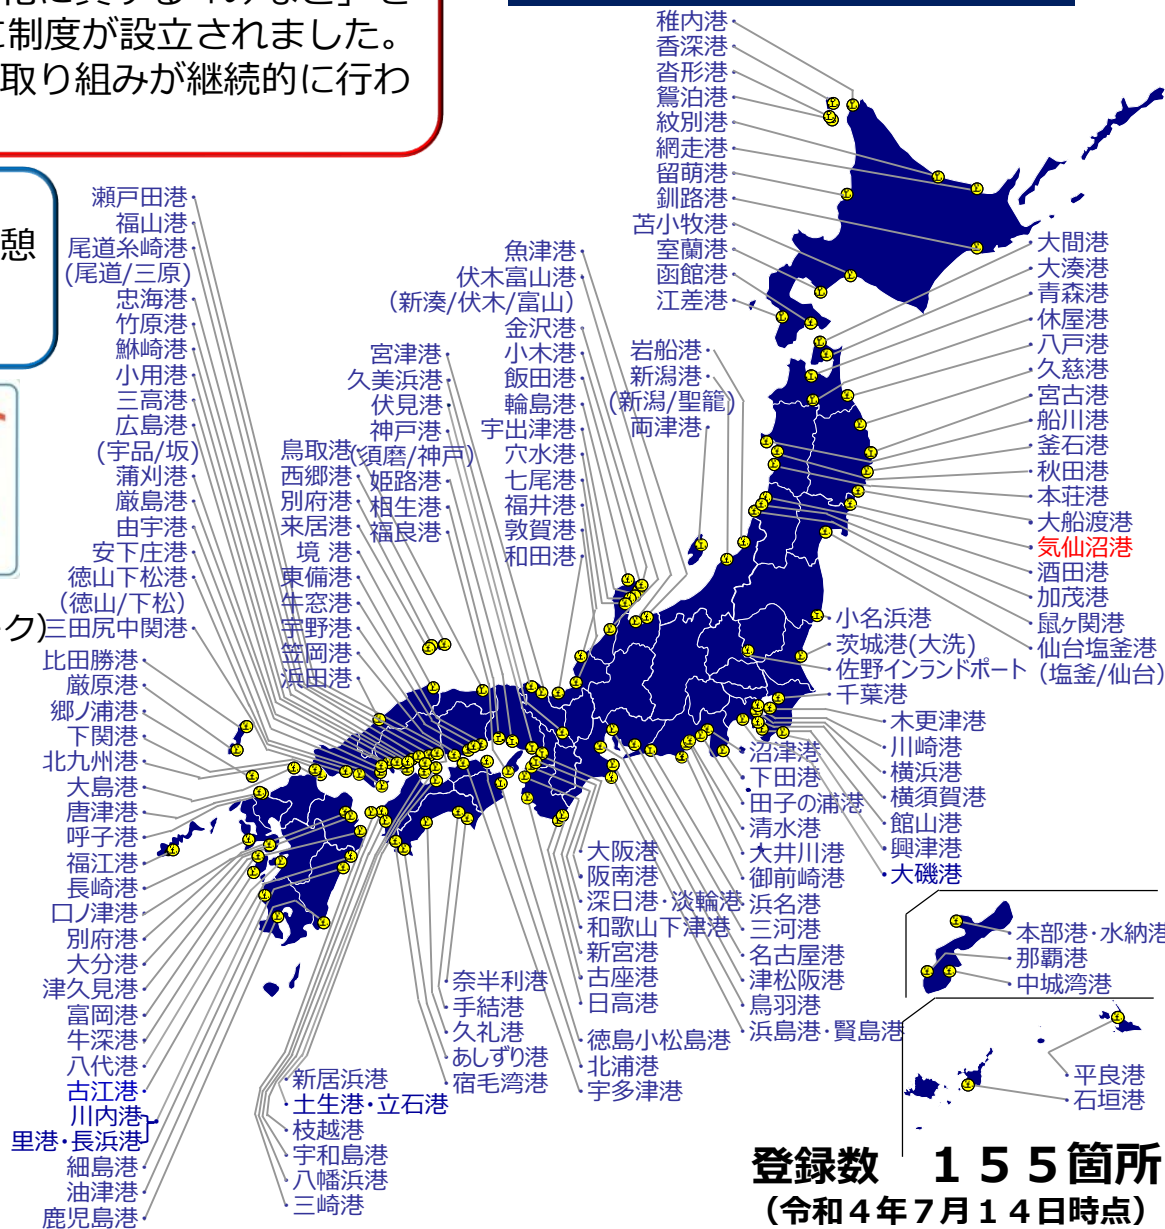 化に資する「みなと」を
に制度が設立されました。
取り組みが継続的に行わ
憩
ーク)
稚内港
香深港
沓形港
鴛泊港
紋別港
網走港
留萌港
釧路港
苫小牧港
室蘭港
函館港
江差港
大間港
大湊港
青森港
休屋港
八戸港
久慈港
宮古港
船川港
釜石港
秋田港
本荘港
大船渡港
気仙沼港
酒田港
加茂港
鼠ヶ関港
仙台塩釜港
(塩釜/仙台)
瀬戸田港
福山港
尾道糸崎港
(尾道/三原)
忠海港
竹原港
鮴崎港
小用港
三高港
広島港
(宇品/坂)
蒲刈港
厳島港
由宇港
安下庄港
徳山下松港
(徳山/下松)
三田尻中関港
魚津港
伏木富山港
(新湊/伏木/富山)
金沢港
小木港
飯田港
輪島港
宇出津港
穴水港
七尾港
福井港
敦賀港
和田港
岩船港
新潟港
(新潟/聖籠)
両津港
宮津港
久美浜港
伏見港
神戸港
(須磨/神戸)
姫路港
相生港
福良港
鳥取港
西郷港
別府港
来居港
境 港
東備港
牛窓港
宇野港
笠岡港
浜田港
比田勝港
厳原港
郷ノ浦港
下関港
北九州港
大島港
唐津港
呼子港
福江港
長崎港
口ノ津港
別府港
大分港
津久見港
富岡港
牛深港
八代港
古江港
川内港
里港・長浜港
細島港
油津港
鹿児島港
小名浜港
茨城港(大洗)
佐野インランドポート
千葉港
木更津港
川崎港
横浜港
横須賀港
館山港
興津港
大磯港
沼津港
下田港
田子の浦港
清水港
大井川港
御前崎港
浜名港
三河港
名古屋港
津松阪港
鳥羽港
浜島港・賢島港
大阪港
阪南港
深日港・淡輪港
和歌山下津港
新宮港
古座港
日高港
徳島小松島港
北浦港
宇多津港
奈半利港
手結港
久礼港
あしずり港
宿毛湾港
新居浜港
土生港・立石港
枝越港
宇和島港
八幡浜港
三崎港
本部港・水納港
那覇港
中城湾港
平良港
石垣港
登録数　１５５箇所
（令和４年７月１４日時点）